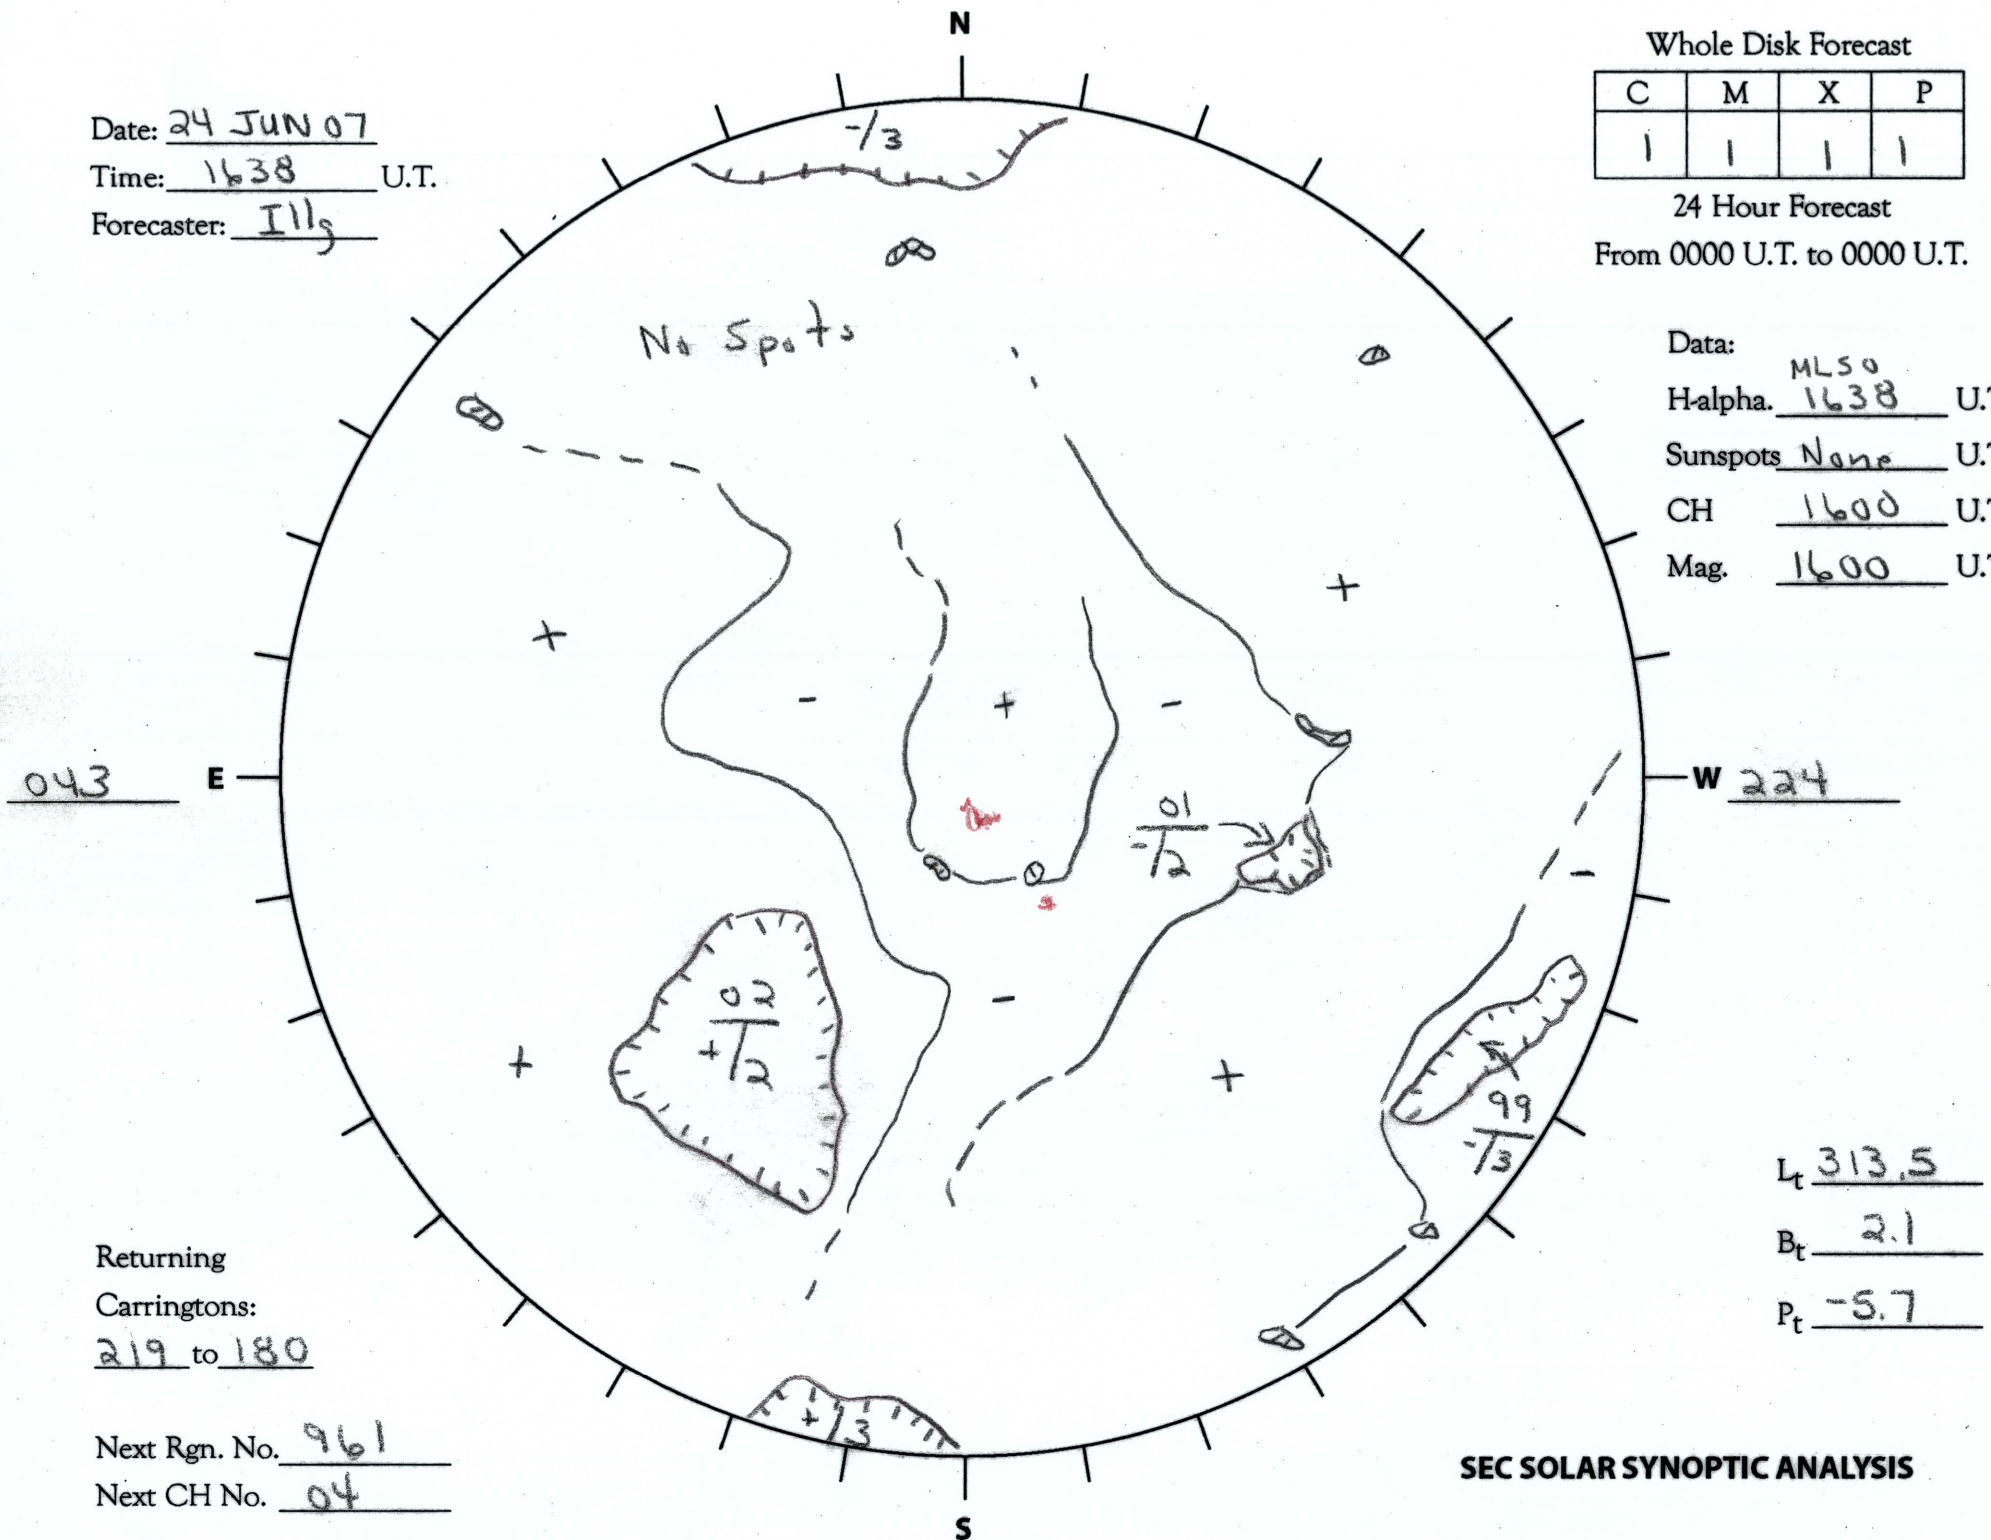 N
Date: 24 JUN 07
Time: 1638 U.T.
Forecaster: Illg
Whole Disk Forecast
C M X P
1 1 1 1
24 Hour Forecast
From 0000 U.T. to 0000 U.T.
-/3
No Spots
Data:
MLSO
H-alpha. 1638 U.T
Sunspots None U.T
CH 1600 U.T
Mag. 1600 U.T
+
+
-
+
-
043 E
W 224
01
-/2
-
02
+/2
-
+
+
99
-/3
Lt 313.5
Bt 2.1
Pt -5.7
Returning
Carringtons:
219 to 180
+/3
Next Rgn. No. 961
Next CH No. 04
SEC SOLAR SYNOPTIC ANALYSIS
S